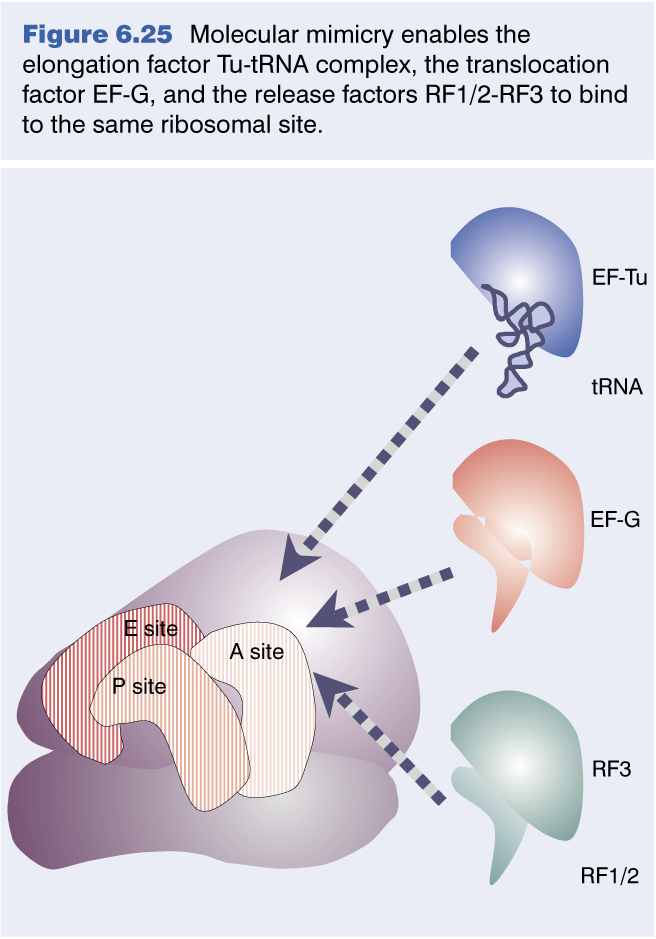 Figure 6.25 Molecular mimicry enables the
elongation factor Tu-tRNA complex, the translocation
factor EF-G, and the release factors RF1/2-RF3 to bind
to the same ribosomal site.
EF-Tu
tRNA
EF-G
E site
A site
P site
RF3
RF1/2